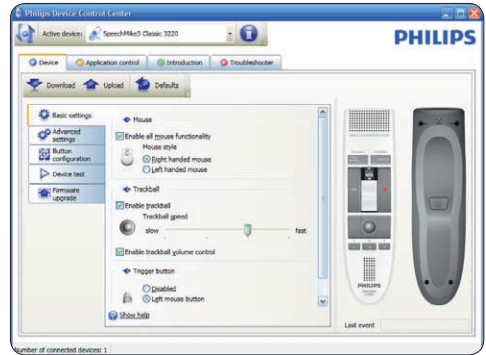 Philips Device Control Center
Active device: SpeechMike3 Classic 3220
PHILIPS
Device Application control Introduction Troubleshooter
Download Upload Defaults
Basic settings
Advanced settings
Button configuration
Device test
Firmware upgrade
Mouse
Enable all mouse functionality
Mouse style
Right handed mouse
Left handed mouse
Trackball
Enable trackball
Trackball speed
slow fast
Enable trackball volume control
Trigger button
Disabled
Left mouse button
Show help
PHILIPS
Last event
Number of connected devices: 1